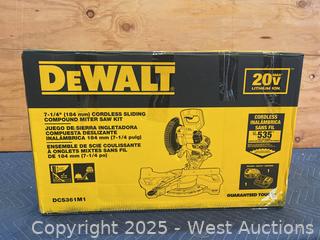 DEWALT
20V
MAX*
LITHIUM ION
7-1/4" (184 mm) CORDLESS SLIDING
COMPOUND MITER SAW KIT
JUEGO DE SIERRA INGLETADORA
COMPUESTA DESLIZANTE
INALÁMBRICA 184 mm (7-1/4 pulg)
ENSEMBLE DE SCIE COULISSANTE
À ONGLETS MIXTES SANS FIL
DE 184 mm (7-1/4 po)
CORDLESS
INALÁMBRICA
SANS FIL
535
DCS361M1
GUARANTEED TOUGH
Copyright 2025 - West Auctions